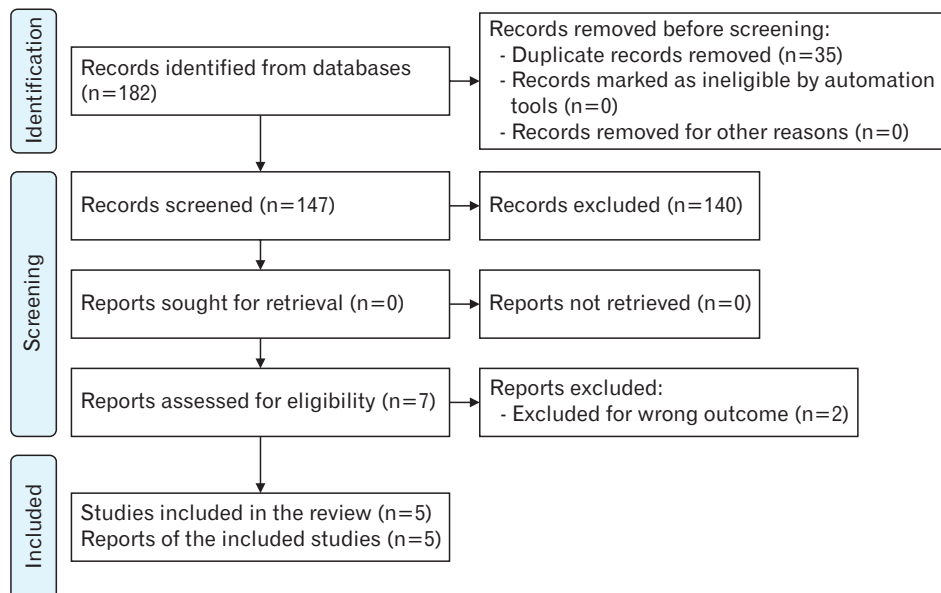 Identification
Records identified from databases
(n=182)
Records removed before screening:
- Duplicate records removed (n=35)
- Records marked as ineligible by automation
tools (n=0)
- Records removed for other reasons (n=0)
Screening
Records screened (n=147)
Records excluded (n=140)
Reports sought for retrieval (n=0)
Reports not retrieved (n=0)
Reports assessed for eligibility (n=7)
Reports excluded:
- Excluded for wrong outcome (n=2)
Included
Studies included in the review (n=5)
Reports of the included studies (n=5)